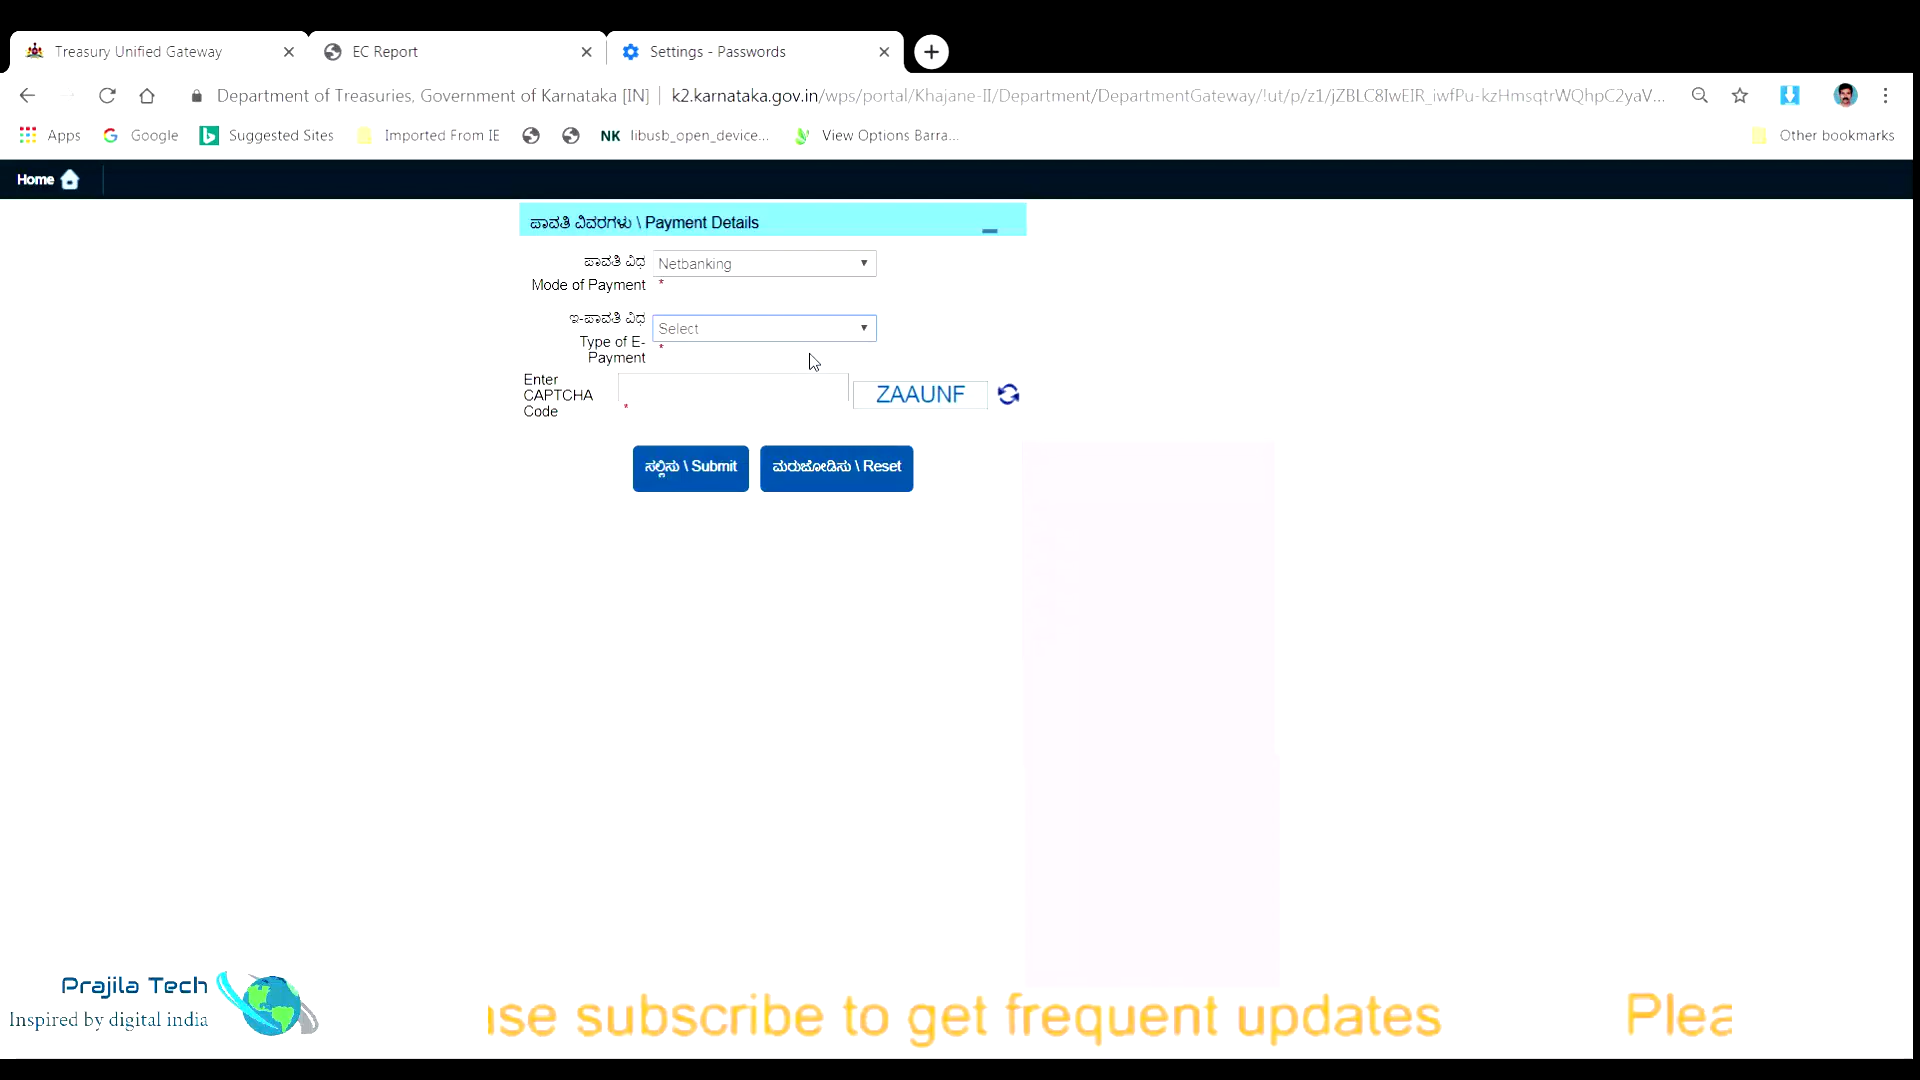 Treasury Unified Gateway
EC Report
Settings - Passwords
Department of Treasuries, Government of Karnataka [IN] | k2.karnataka.gov.in/wps/portal/Khajane-II/Department/DepartmentGateway/!ut/p/z1/jZBLC8IwEIR_iwfPu-kzHmsqtrWQhpC2yaV...
Apps
Google
Suggested Sites
Imported From IE
NK libusb_open_device...
View Options Barra...
Other bookmarks
Home
ಪಾವತಿ ವಿವರಗಳು \ Payment Details
ಪಾವತಿ ವಿಧ
Netbanking
Mode of Payment *
ಇ-ಪಾವತಿ ವಿಧ
Select
Type of E-
Payment *
Enter
CAPTCHA
Code *
ZAAUNF
ಸಲ್ಲಿಸು \ Submit
ಮರುಜೋಡಿಸು \ Reset
Prajila Tech
Inspired by digital india
subscribe to get frequent updates